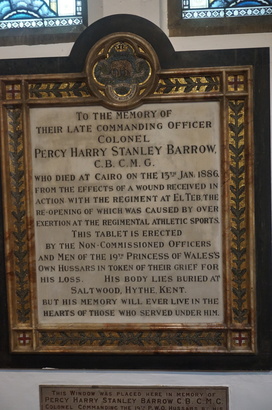 TO THE MEMORY OF
THEIR LATE COMMANDING OFFICER
COLONEL
PERCY HARRY STANLEY BARROW,
C.B. C.M.G.
WHO DIED AT CAIRO ON THE 13TH JAN. 1886.
FROM THE EFFECTS OF A WOUND RECEIVED IN
ACTION WITH THE REGIMENT AT EL TEB. THE
RE-OPENING OF WHICH WAS CAUSED BY OVER
EXERTION AT THE REGIMENTAL ATHLETIC SPORTS.
THIS TABLET IS ERECTED
BY THE NON-COMMISSIONED OFFICERS
AND MEN OF THE 19TH PRINCESS OF WALES'S
OWN HUSSARS IN TOKEN OF THEIR GRIEF FOR
HIS LOSS. HIS BODY LIES BURIED AT
SALTWOOD, HYTHE. KENT.
BUT HIS MEMORY WILL EVER LIVE IN THE
HEARTS OF THOSE WHO SERVED UNDER HIM.
THIS WINDOW WAS PLACED HERE IN MEMORY OF
PERCY HARRY STANLEY BARROW C.B. C.M.G.
COLONEL COMMANDING THE 19TH P.W.O. HUSSARS